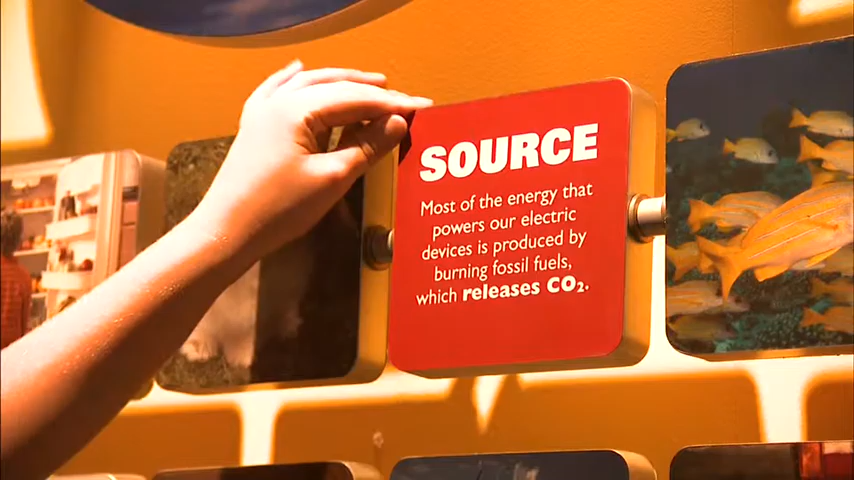 SOURCE
Most of the energy that
powers our electric
devices is produced by
burning fossil fuels,
which releases CO₂.